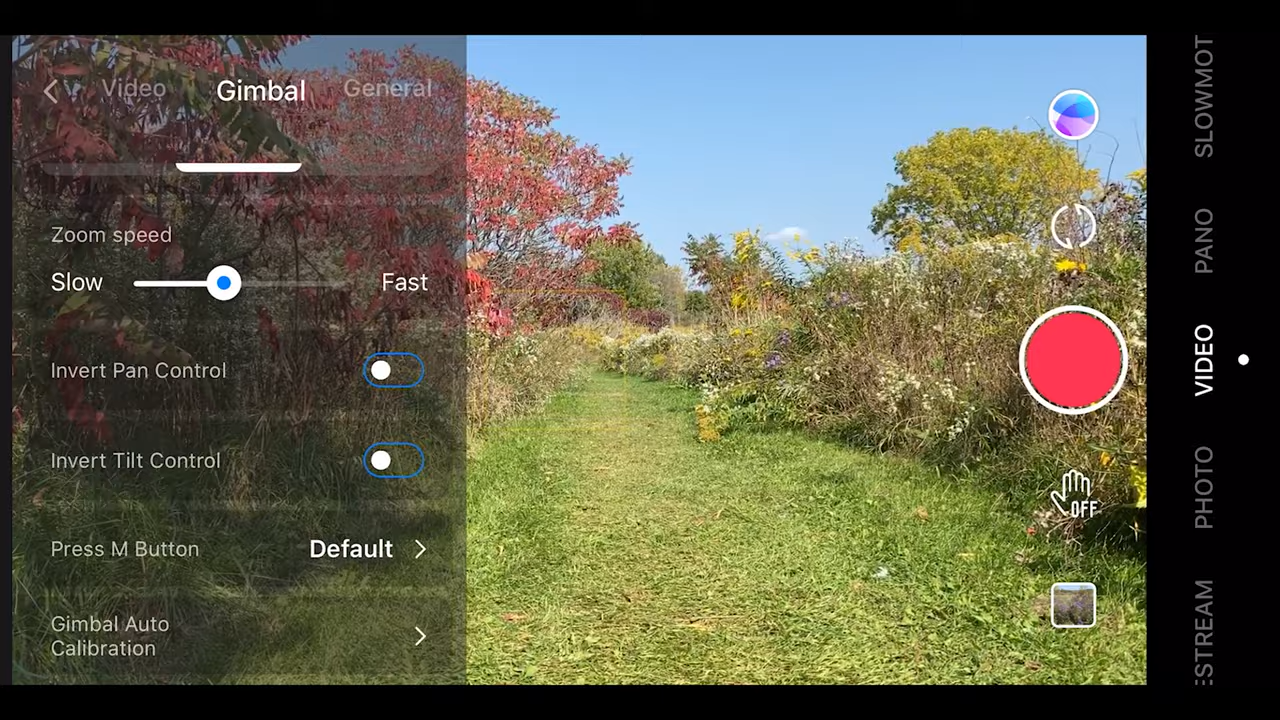 Video Gimbal General
Zoom speed
Slow Fast
Invert Pan Control
Invert Tilt Control
Press M Button Default
Gimbal Auto
Calibration
OFF
SLOWMOT
PANO
VIDEO
PHOTO
ESTREAM